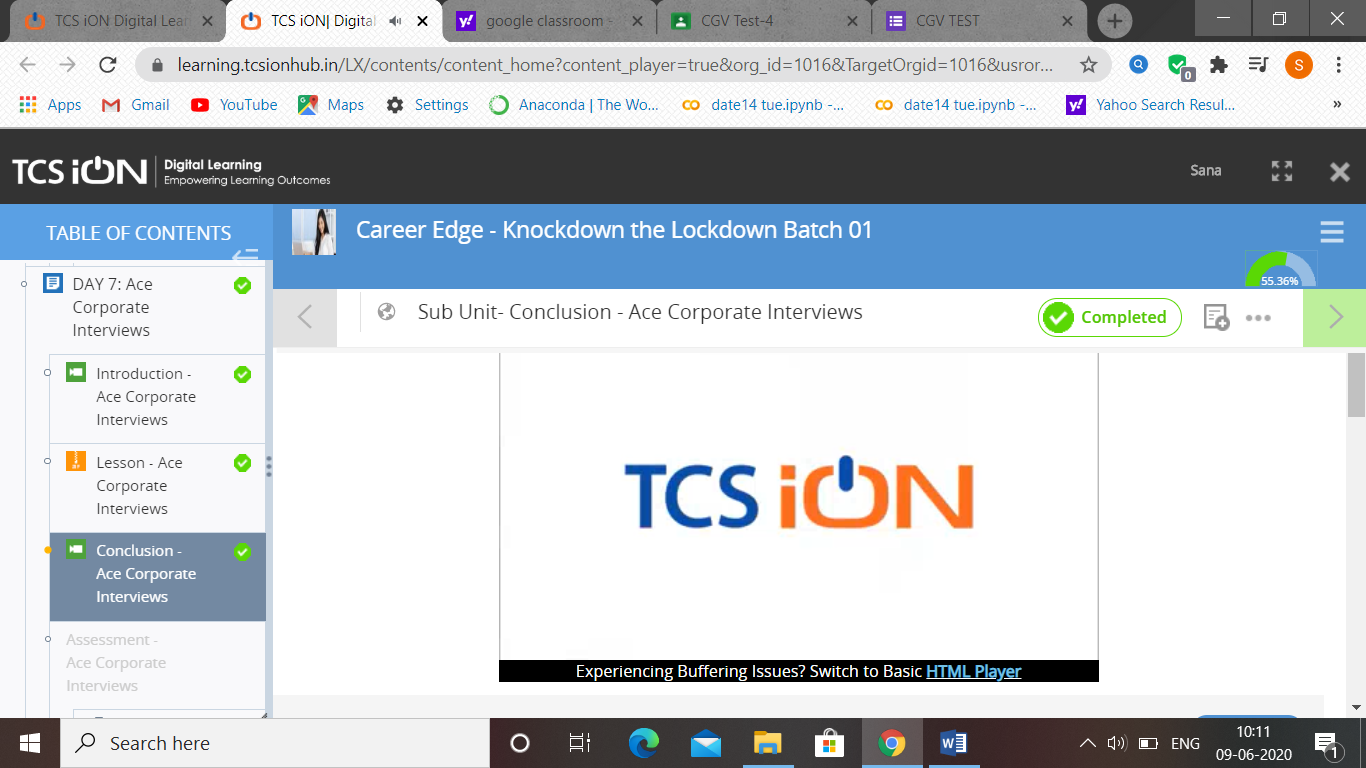 TCS iON Digital Lear
TCS iON| Digital
google classroom -
CGV Test-4
CGV TEST
learning.tcsionhub.in/LX/contents/content_home?content_player=true&org_id=1016&TargetOrgid=1016&usror...
S
0
Apps
Gmail
YouTube
Maps
Settings
Anaconda | The Wo...
date14 tue.ipynb -...
date14 tue.ipynb -...
Yahoo Search Resul...
»
TCS iON
Digital Learning
Empowering Learning Outcomes
Sana
TABLE OF CONTENTS
Career Edge - Knockdown the Lockdown Batch 01
55.36%
DAY 7: Ace
Corporate
Interviews
Sub Unit- Conclusion - Ace Corporate Interviews
Completed
Introduction -
Ace Corporate
Interviews
Lesson - Ace
Corporate
Interviews
Conclusion -
Ace Corporate
Interviews
Assessment -
Ace Corporate
Interviews
TCS iON
Experiencing Buffering Issues? Switch to Basic HTML Player
Search here
ENG
10:11
09-06-2020
1